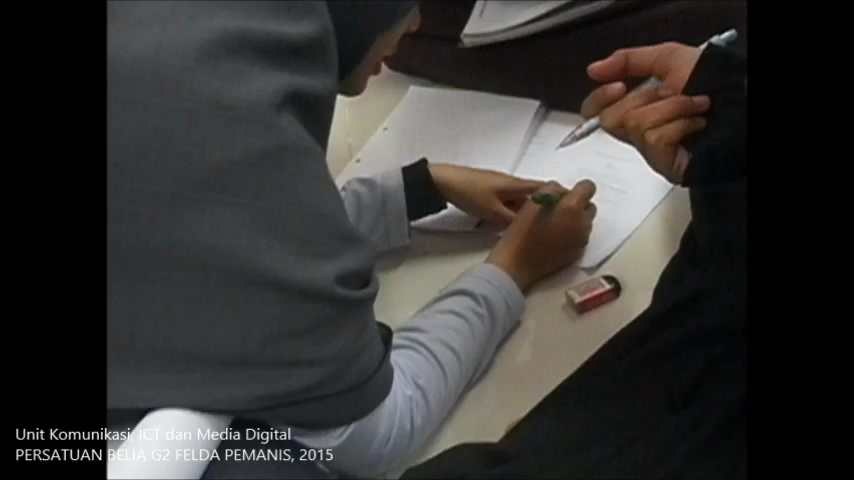 Unit Komunikasi, ICT dan Media Digital
PERSATUAN BELIA G2 FELDA PEMANIS, 2015